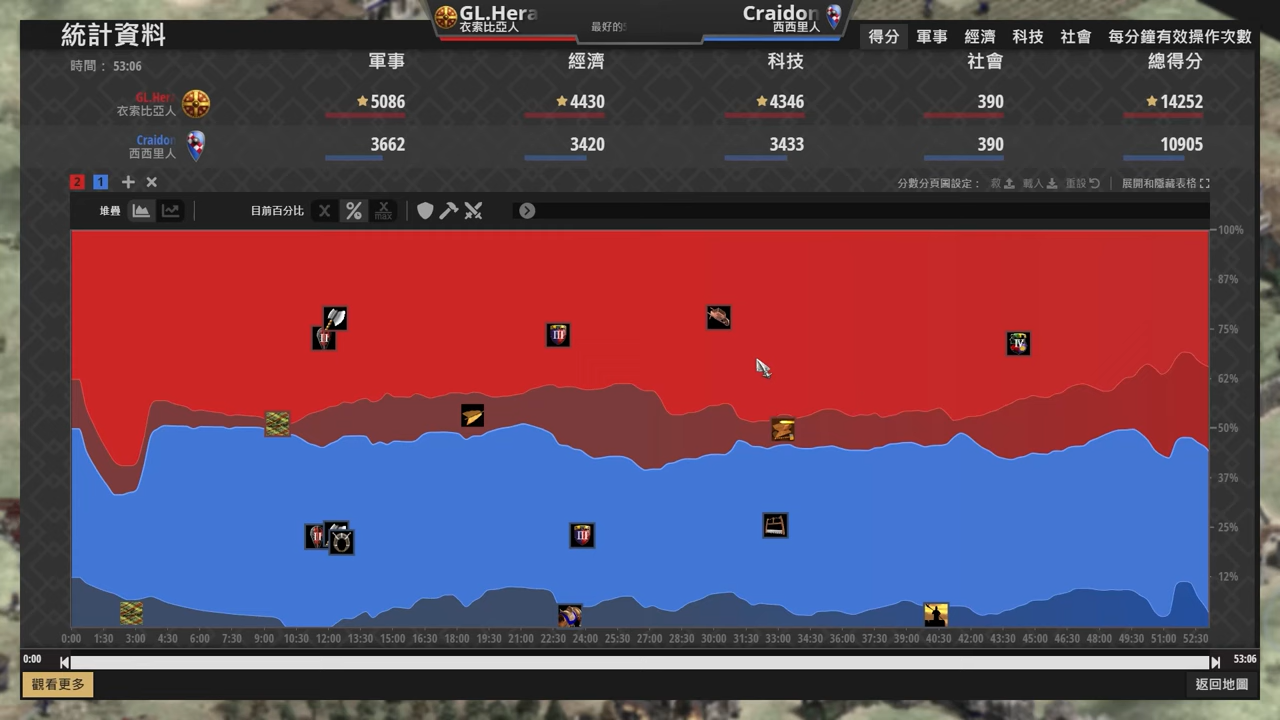 GL.Hera
衣索比亞人
最好的
Craidon
西西里人
統計資料
得分 軍事 經濟 科技 社會 每分鐘有效操作次數
時間： 53:06
軍事 經濟 科技 社會 總得分
GL.Her
衣索比亞人
5086 4430 4346 390 14252
Craidon
西西里人
3662 3420 3433 390 10905
2 1
分數分頁圖設定： 載入 重設 展開和隱藏表格
堆疊 目前百分比 X % X max
100%
87%
75%
62%
50%
37%
25%
12%
II III IV
II III
0:00 1:30 3:00 4:30 6:00 7:30 9:00 10:30 12:00 13:30 15:00 16:30 18:00 19:30 21:00 22:30 24:00 25:30 27:00 28:30 30:00 31:30 33:00 34:30 36:00 37:30 39:00 40:30 42:00 43:30 45:00 46:30 48:00 49:30 51:00 52:30
0:00 53:06
觀看更多 返回地圖